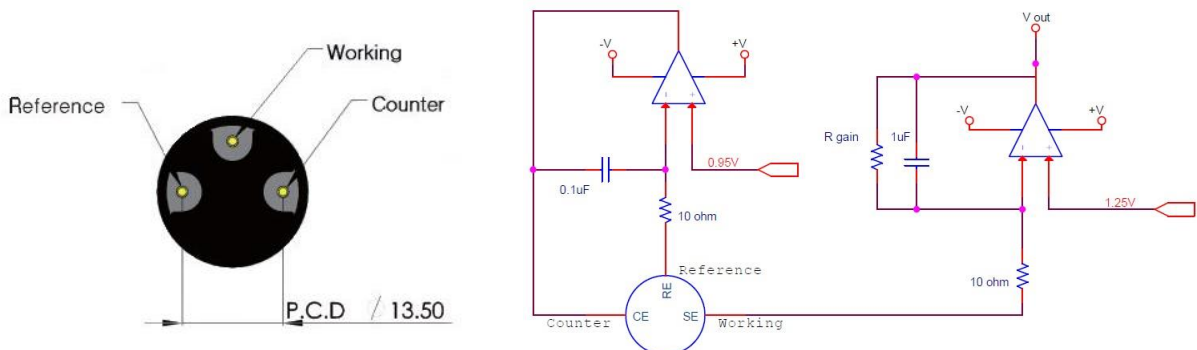 Working
Reference
Counter
P.C.D ∕ 13.50
-V
+V
0.95V
0.1uF
10 ohm
Reference
RE
CE
SE
Counter
Working
V out
-V
+V
R gain
1uF
1.25V
10 ohm